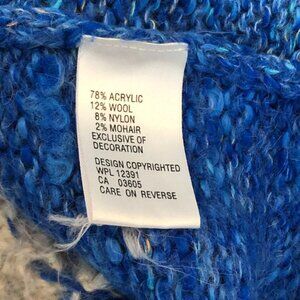 78% ACRYLIC
12% WOOL
8% NYLON
2% MOHAIR
EXCLUSIVE OF
DECORATION
DESIGN COPYRIGHTED
WPL 12391
CA 03605
CARE ON REVERSE